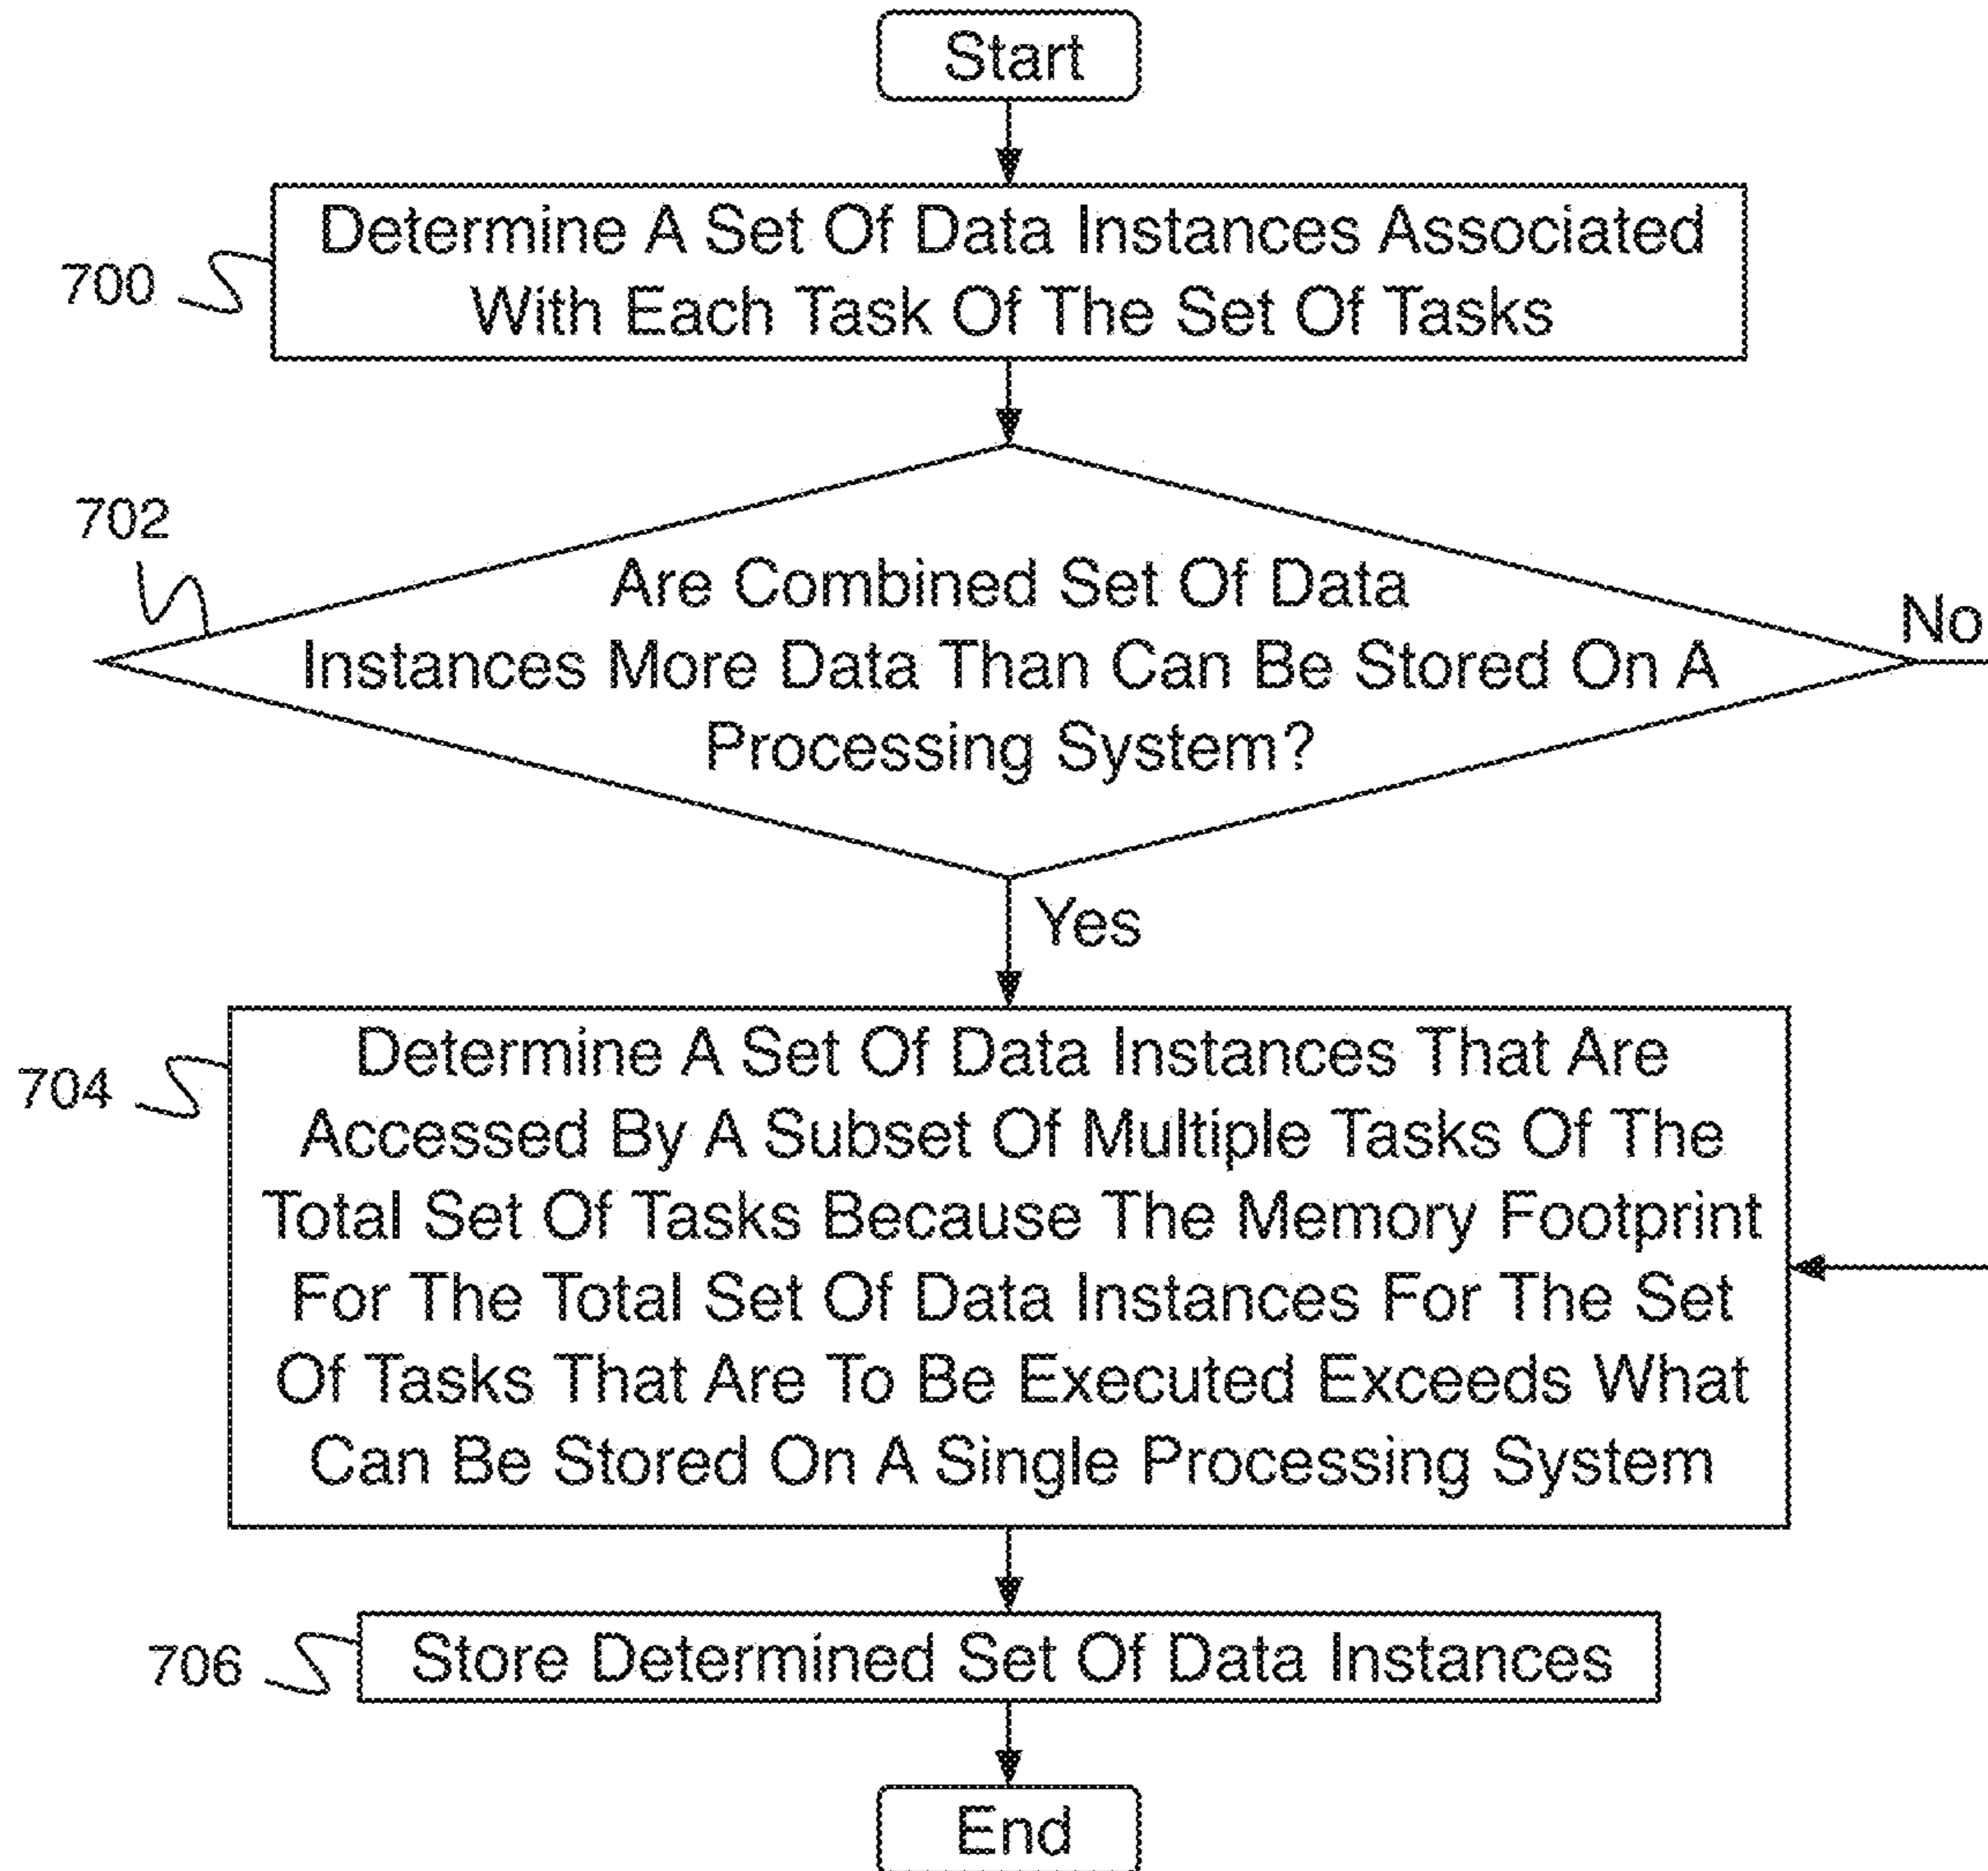 Start
700
Determine A Set Of Data Instances Associated
With Each Task Of The Set Of Tasks
702
Are Combined Set Of Data
Instances More Data Than Can Be Stored On A
Processing System?
No
Yes
704
Determine A Set Of Data Instances That Are
Accessed By A Subset Of Multiple Tasks Of The
Total Set Of Tasks Because The Memory Footprint
For The Total Set Of Data Instances For The Set
Of Tasks That Are To Be Executed Exceeds What
Can Be Stored On A Single Processing System
706
Store Determined Set Of Data Instances
End